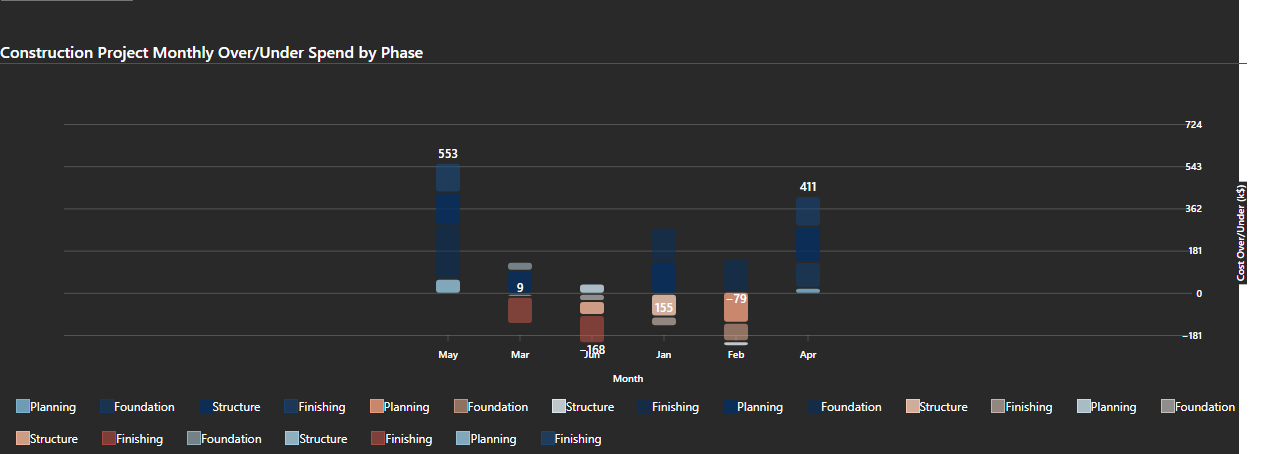 Construction Project Monthly Over/Under Spend by Phase
724
543
362
181
0
−181
Cost Over/Under (k$)
553
9
−168
155
−79
411
May Mar Jun Jan Feb Apr
Month
Planning Foundation Structure Finishing Planning Foundation Structure Finishing Planning Foundation Structure Finishing Planning Foundation
Structure Finishing Foundation Structure Finishing Planning Finishing